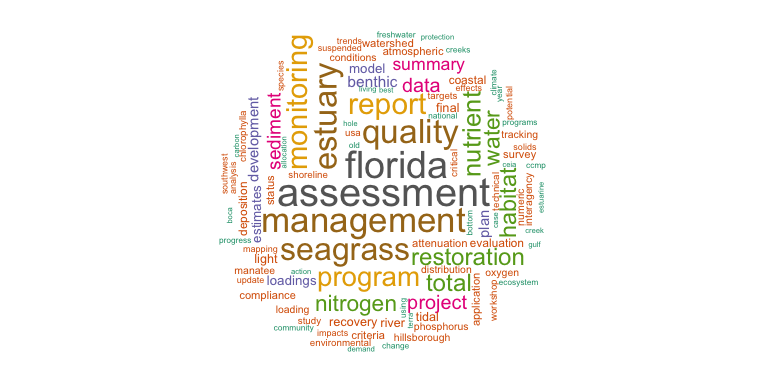 freshwater
protection
trends
watershed
creeks
suspended
atmospheric
conditions
summary
species
monitoring
estuary
model
benthic
data
coastal
climate
living
best
effects
year
potential
report
targets
final
national
nutrient
water
programs
tracking
hole
usa
quality
old
solids
survey
critical
chlorophylla
carbon
development
sediment
allocation
florida
shoreline
southwest
analysis
status
assessment
habitat
ceia
ccmp
technical
numeric
interagency
estuarine
deposition
estimates
boca
management
bottom
plan
case
creek
progress
mapping
light
seagrass
attenuation
evaluation
gulf
restoration
manatee
update
action
loadings
program
distribution
total
oxygen
ecosystem
compliance
nitrogen
project
application
workshop
loading
using
terra
tidal
study
recovery
river
phosphorus
community
impacts
criteria
hillsborough
environmental
demand
change